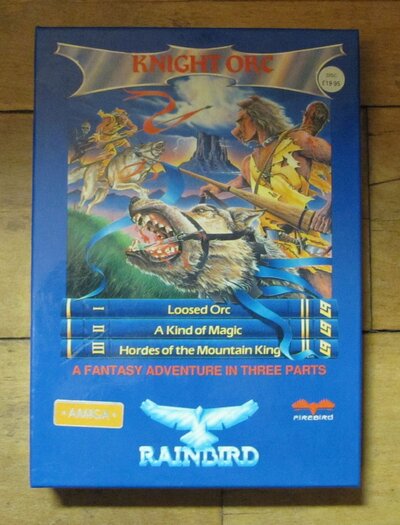 KNIGHT ORC
DISC
£19.95
I Loosed Orc
II A Kind of Magic
III Hordes of the Mountain King
A FANTASY ADVENTURE IN THREE PARTS
AMIGA
FIREBIRD
RAINBIRD